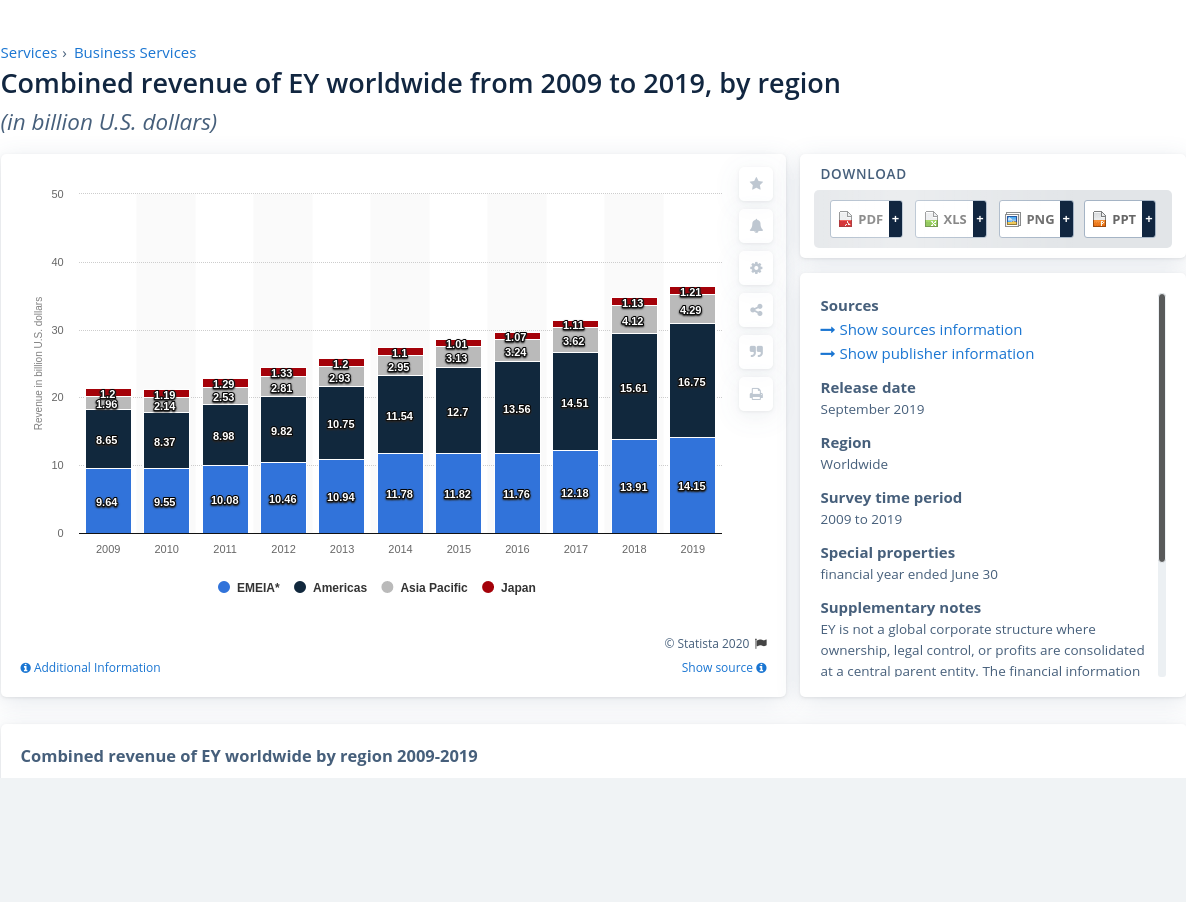 Services › Business Services
Combined revenue of EY worldwide from 2009 to 2019, by region
(in billion U.S. dollars)
Revenue in billion U.S. dollars
50
40
30
20
10
0
1.2 1.19 1.29 1.33 1.2 1.1 1.01 1.07 1.11 1.13 1.21
1.96 2.14 2.53 2.81 2.93 2.95 3.13 3.24 3.62 4.12 4.29
8.65 8.37 8.98 9.82 10.75 11.54 12.7 13.56 14.51 15.61 16.75
9.64 9.55 10.08 10.46 10.94 11.78 11.82 11.76 12.18 13.91 14.15
2009 2010 2011 2012 2013 2014 2015 2016 2017 2018 2019
EMEIA* Americas Asia Pacific Japan
© Statista 2020
Additional Information
Show source
DOWNLOAD
PDF + XLS + PNG + PPT +
Sources
Show sources information
Show publisher information
Release date
September 2019
Region
Worldwide
Survey time period
2009 to 2019
Special properties
financial year ended June 30
Supplementary notes
EY is not a global corporate structure where
ownership, legal control, or profits are consolidated
at a central parent entity. The financial information
Combined revenue of EY worldwide by region 2009-2019